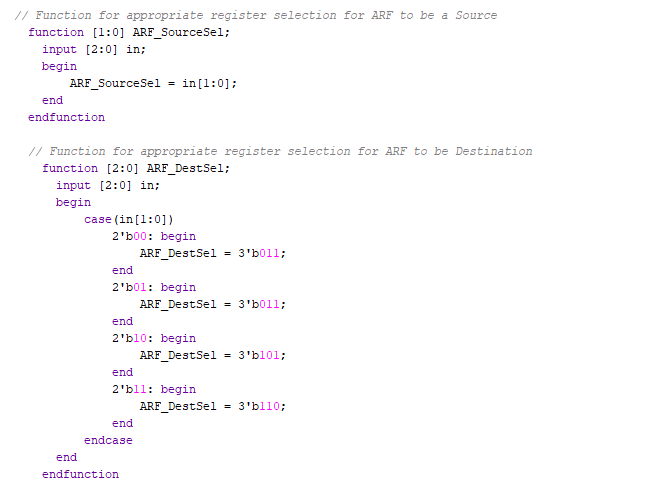 // Function for appropriate register selection for ARF to be a Source
function [1:0] ARF_SourceSel;
input [2:0] in;
begin
ARF_SourceSel = in[1:0];
end
endfunction
// Function for appropriate register selection for ARF to be Destination
function [2:0] ARF_DestSel;
input [2:0] in;
begin
case(in[1:0])
2'b00: begin
ARF_DestSel = 3'b011;
end
2'b01: begin
ARF_DestSel = 3'b011;
end
2'b10: begin
ARF_DestSel = 3'b101;
end
2'b11: begin
ARF_DestSel = 3'b110;
end
endcase
end
endfunction